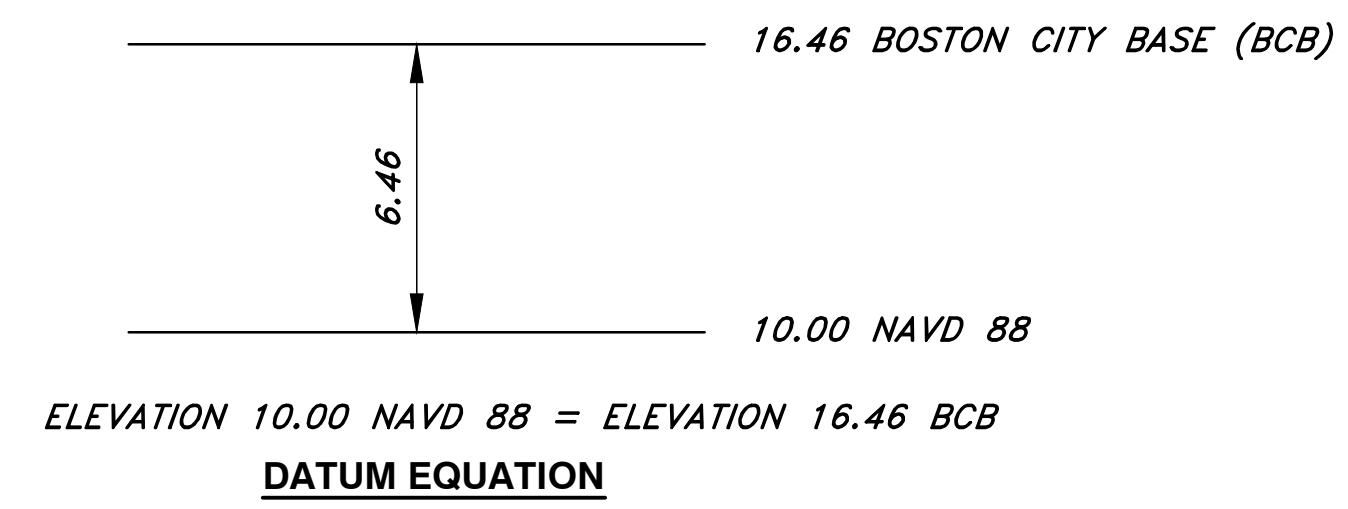 16.46 BOSTON CITY BASE (BCB)
6.46
10.00 NAVD 88
ELEVATION 10.00 NAVD 88 = ELEVATION 16.46 BCB
DATUM EQUATION